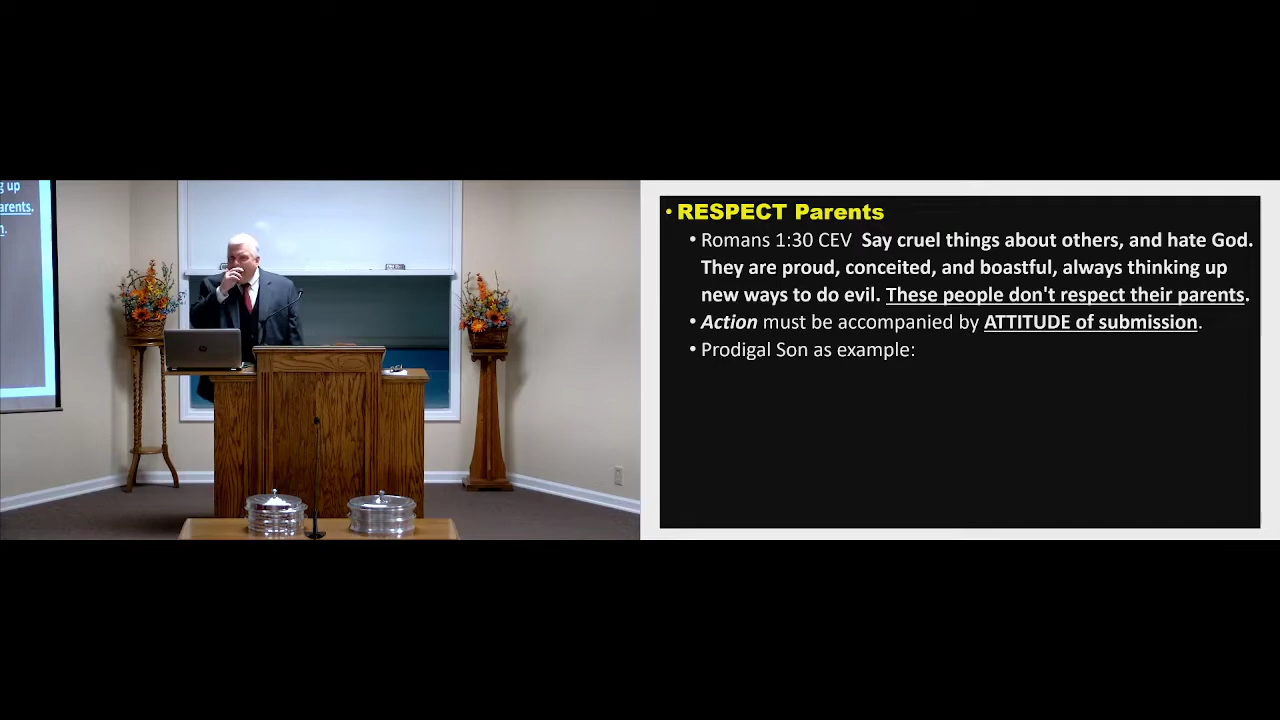 g up
arents.
n.
• RESPECT Parents
• Romans 1:30 CEV Say cruel things about others, and hate God.
They are proud, conceited, and boastful, always thinking up
new ways to do evil. These people don't respect their parents.
• Action must be accompanied by ATTITUDE of submission.
• Prodigal Son as example: